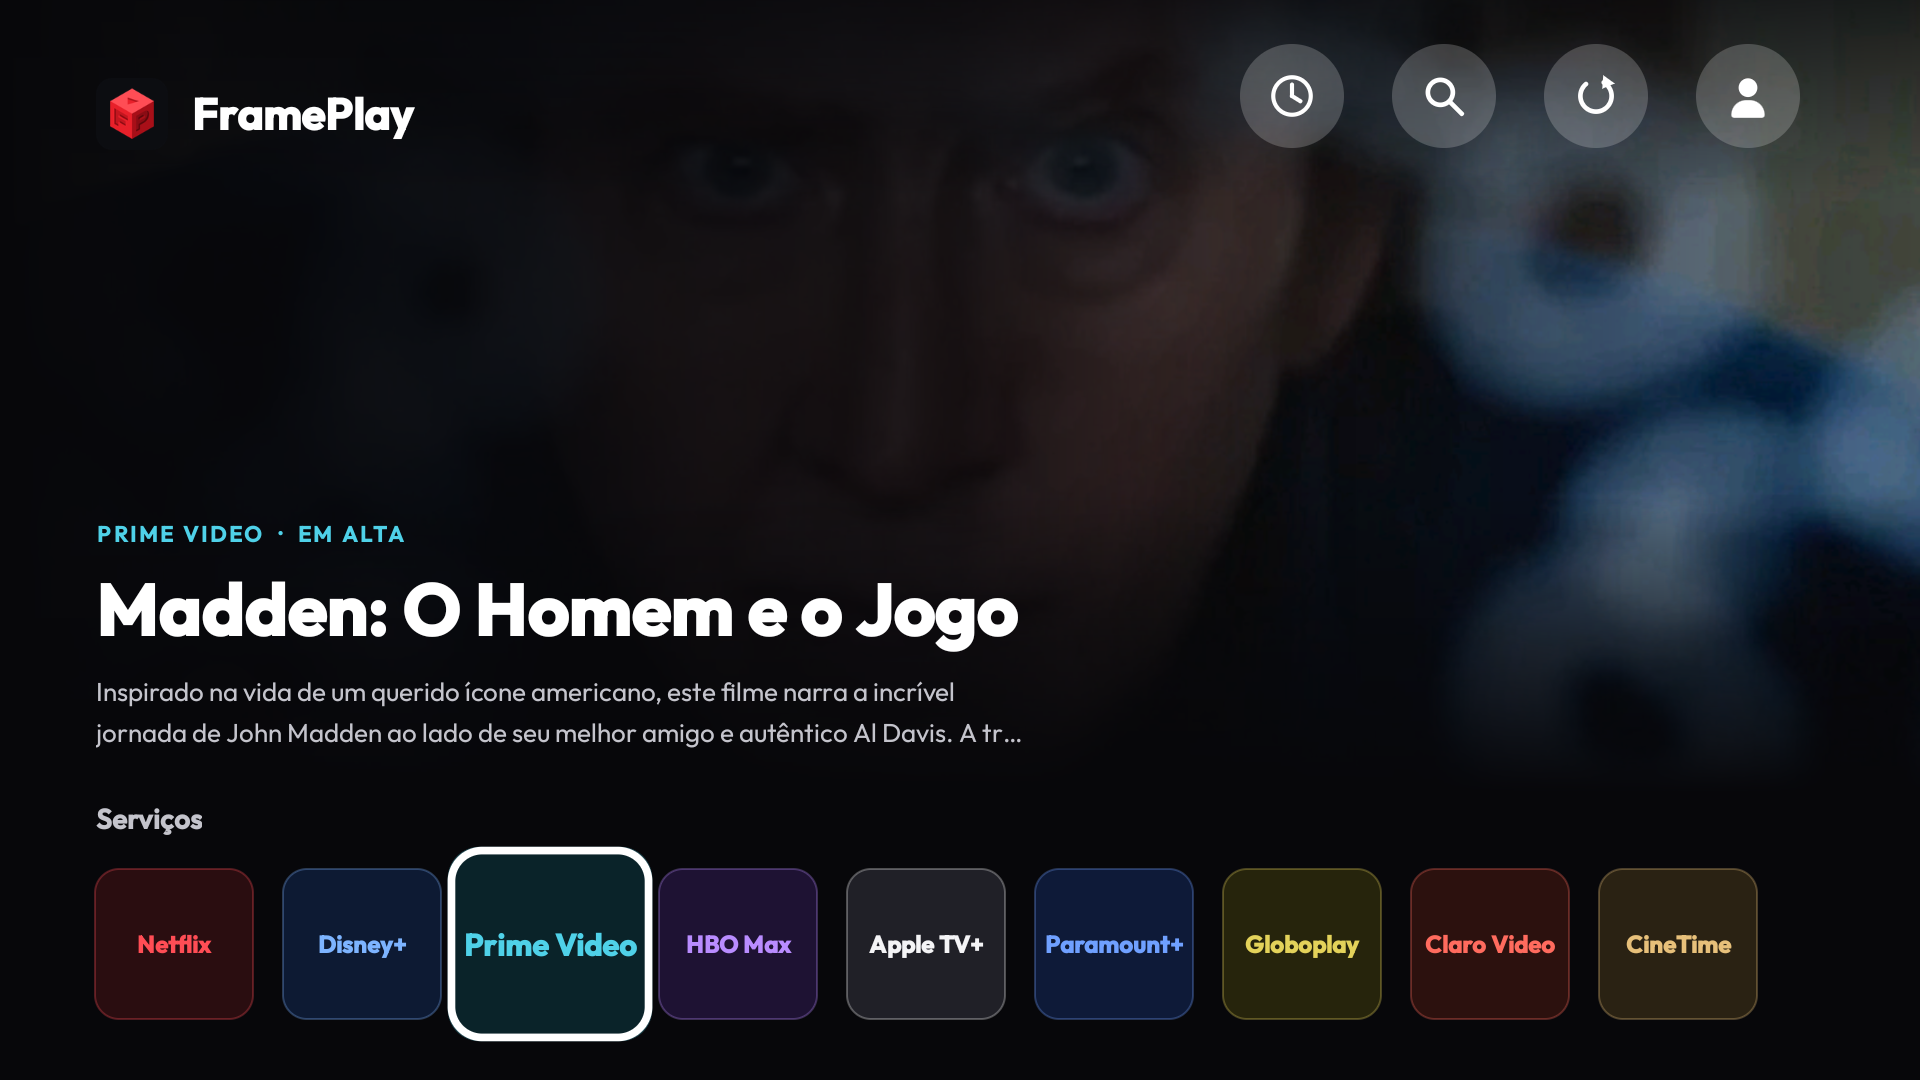 FramePlay
PRIME VIDEO · EM ALTA
Madden: O Homem e o Jogo
Inspirado na vida de um querido ícone americano, este filme narra a incrível
jornada de John Madden ao lado de seu melhor amigo e autêntico Al Davis. A tr...
Serviços
Netflix
Disney+
Prime Video
HBO Max
Apple TV+
Paramount+
Globoplay
Claro Video
CineTime